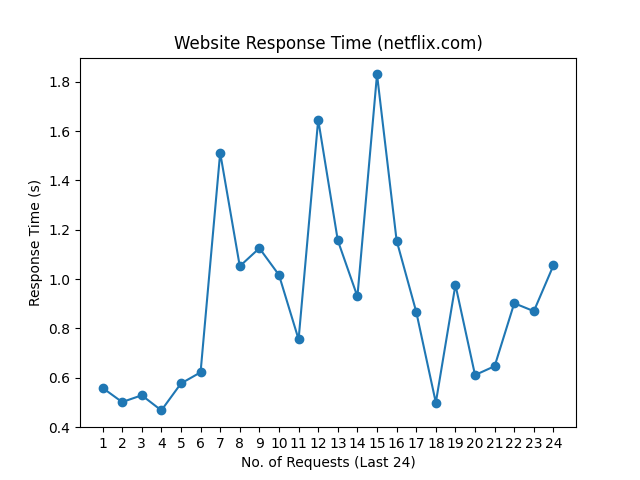 Website Response Time (netflix.com)
1.8
1.6
1.4
1.2
1.0
0.8
0.6
0.4
Response Time (s)
1 2 3 4 5 6 7 8 9 10 11 12 13 14 15 16 17 18 19 20 21 22 23 24
No. of Requests (Last 24)